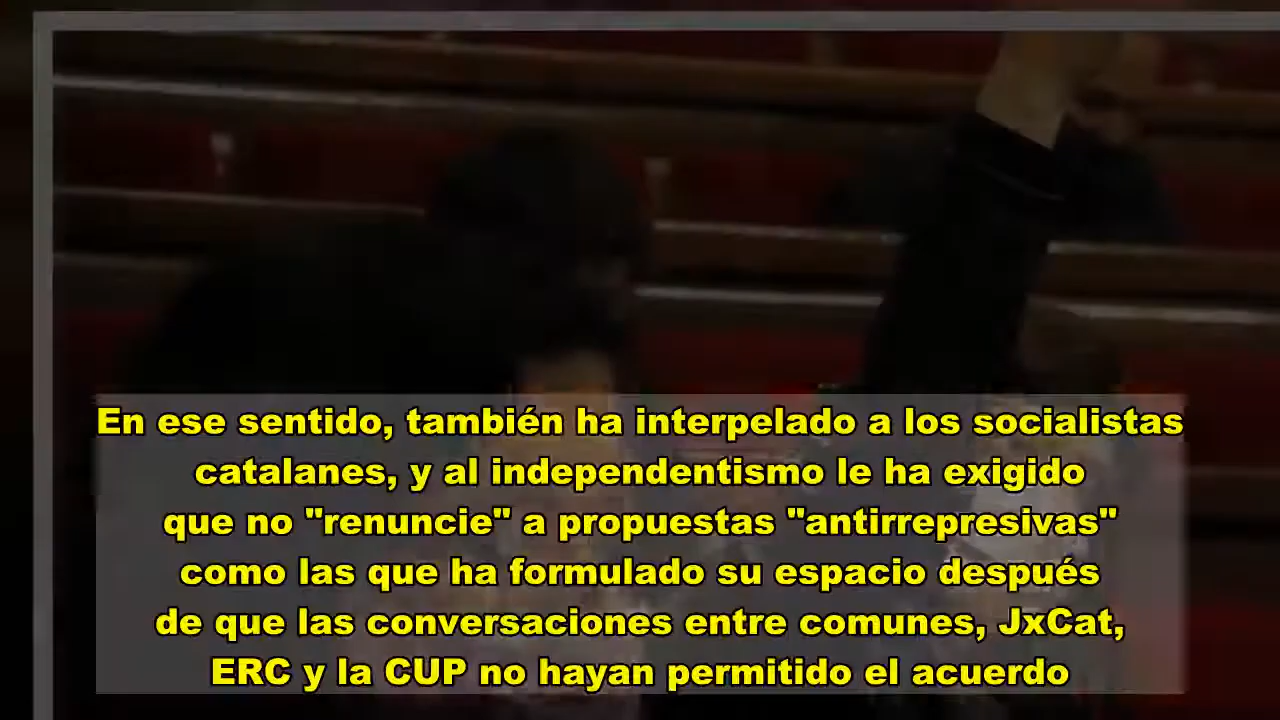 En ese sentido, también ha interpelado a los socialistas
catalanes, y al independentismo le ha exigido
que no "renuncie" a propuestas "antirrepresivas"
como las que ha formulado su espacio después
de que las conversaciones entre comunes, JxCat,
ERC y la CUP no hayan permitido el acuerdo